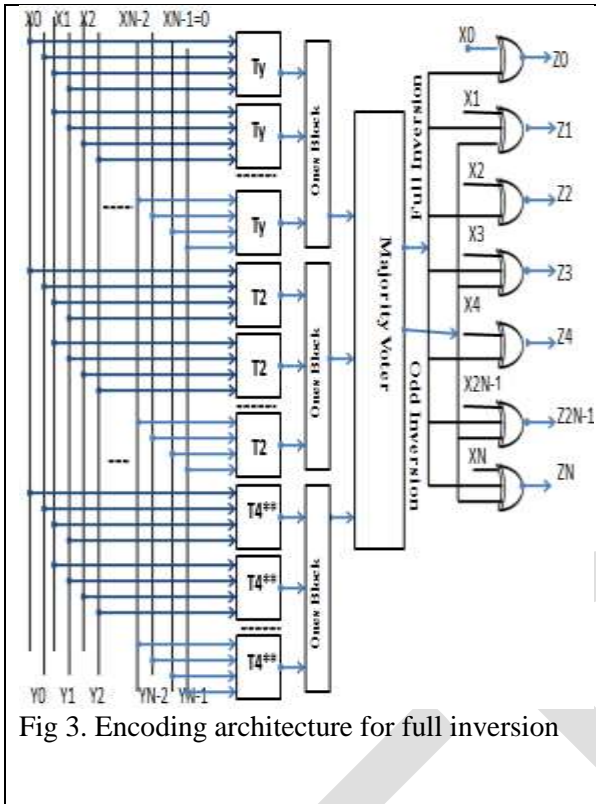 X0 X1 X2 XN-2 XN-1=0
Ty
Ty
Ty
T2
T2
T2
T4**
T4**
T4**
Ones Block
Ones Block
Ones Block
Majority Voter
Full Inversion
Odd Inversion
X0 Z0
X1 Z1
X2 Z2
X3 Z3
X4 Z4
X2N-1 Z2N-1
XN ZN
Y0 Y1 Y2 YN-2 YN-1
Fig 3. Encoding architecture for full inversion